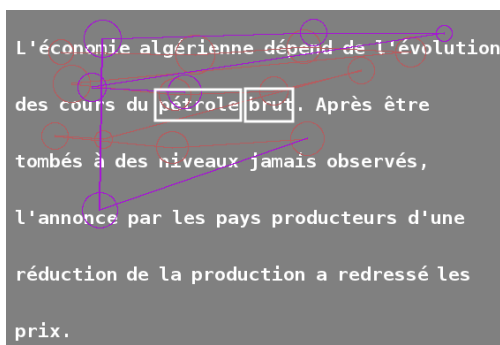 L'économie algérienne dépend de l'évolution
des cours du pétrole brut. Après être
tombés à des niveaux jamais observés,
l'annonce par les pays producteurs d'une
réduction de la production a redressé les
prix.